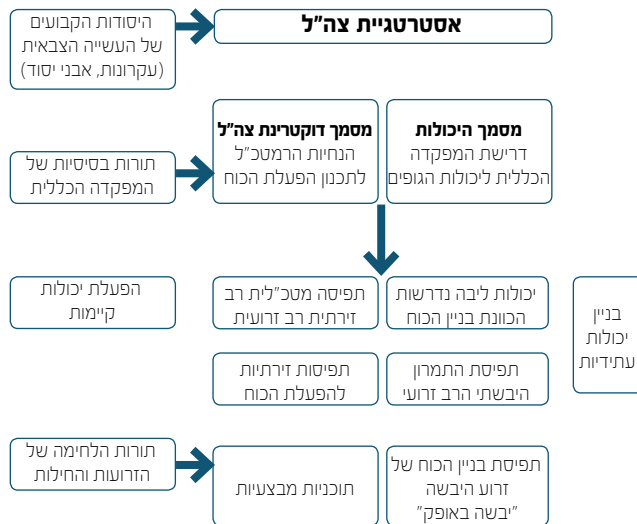 היסודות הקבועים
של העשייה הצבאית
(עקרונות, אבני יסוד)
אסטרטגיית צה"ל
מסמך היכולות
דרישת המפקדה
הכללית ליכולות הגופים
מסמך דוקטרינת צה"ל
הנחיות הרמטכ"ל
לתכנון הפעלת הכוח
תורות בסיסיות של
המפקדה הכללית
בניין
יכולות
עתידיות
יכולות ליבה נדרשות
הכוונת בניין הכוח
תפיסה מטכ"לית רב
זירתית רב זרועית
הפעלת יכולות
קיימות
תפיסת התמרון
היבשתי הרב זרועי
תפיסות זירתיות
להפעלת הכוח
תפיסת בניין הכוח של
זרוע היבשה
"יבשה באופק"
תוכניות מבצעיות
תורות הלחימה של
הזרועות והחילות